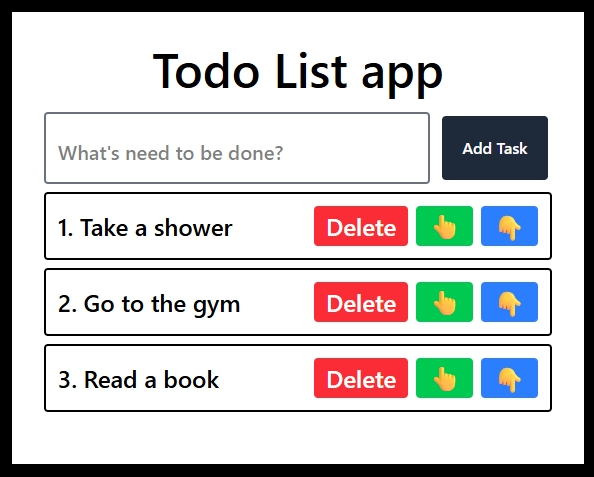 Todo List app
What's need to be done?
Add Task
1. Take a shower
Delete 👆 👇
2. Go to the gym
Delete 👆 👇
3. Read a book
Delete 👆 👇